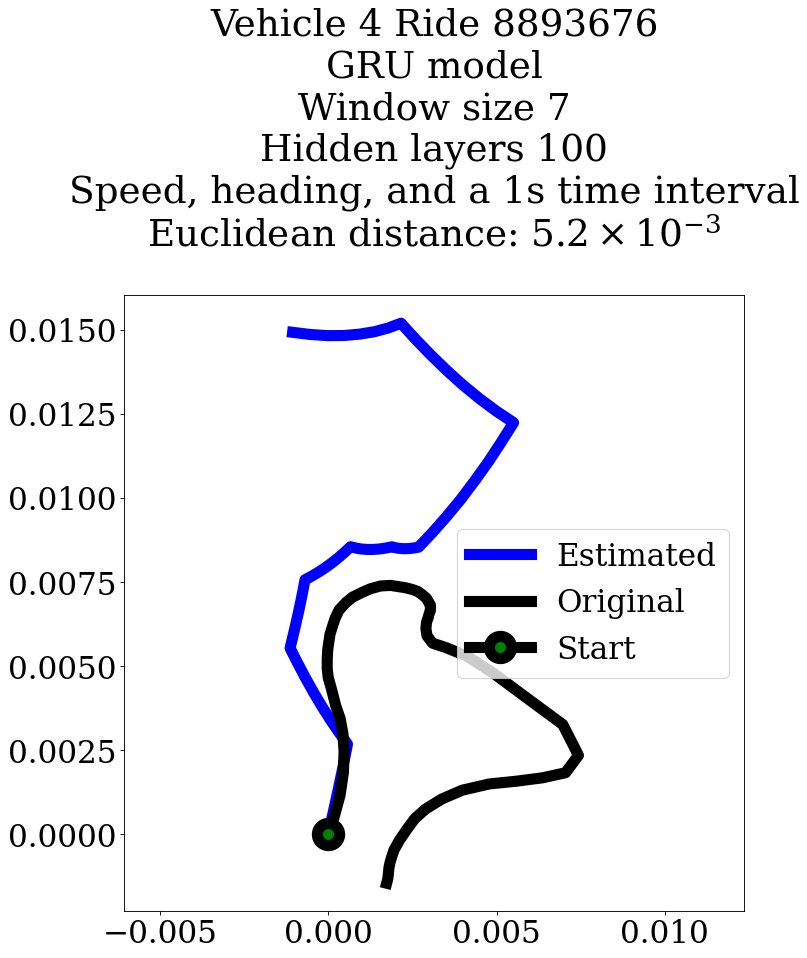 Vehicle 4 Ride 8893676
GRU model
Window size 7
Hidden layers 100
Speed, heading, and a 1s time interval
Euclidean distance: 5.2 × 10⁻³
0.0150
0.0125
0.0100
0.0075
0.0050
0.0025
0.0000
Estimated
Original
Start
−0.005
0.000
0.005
0.010